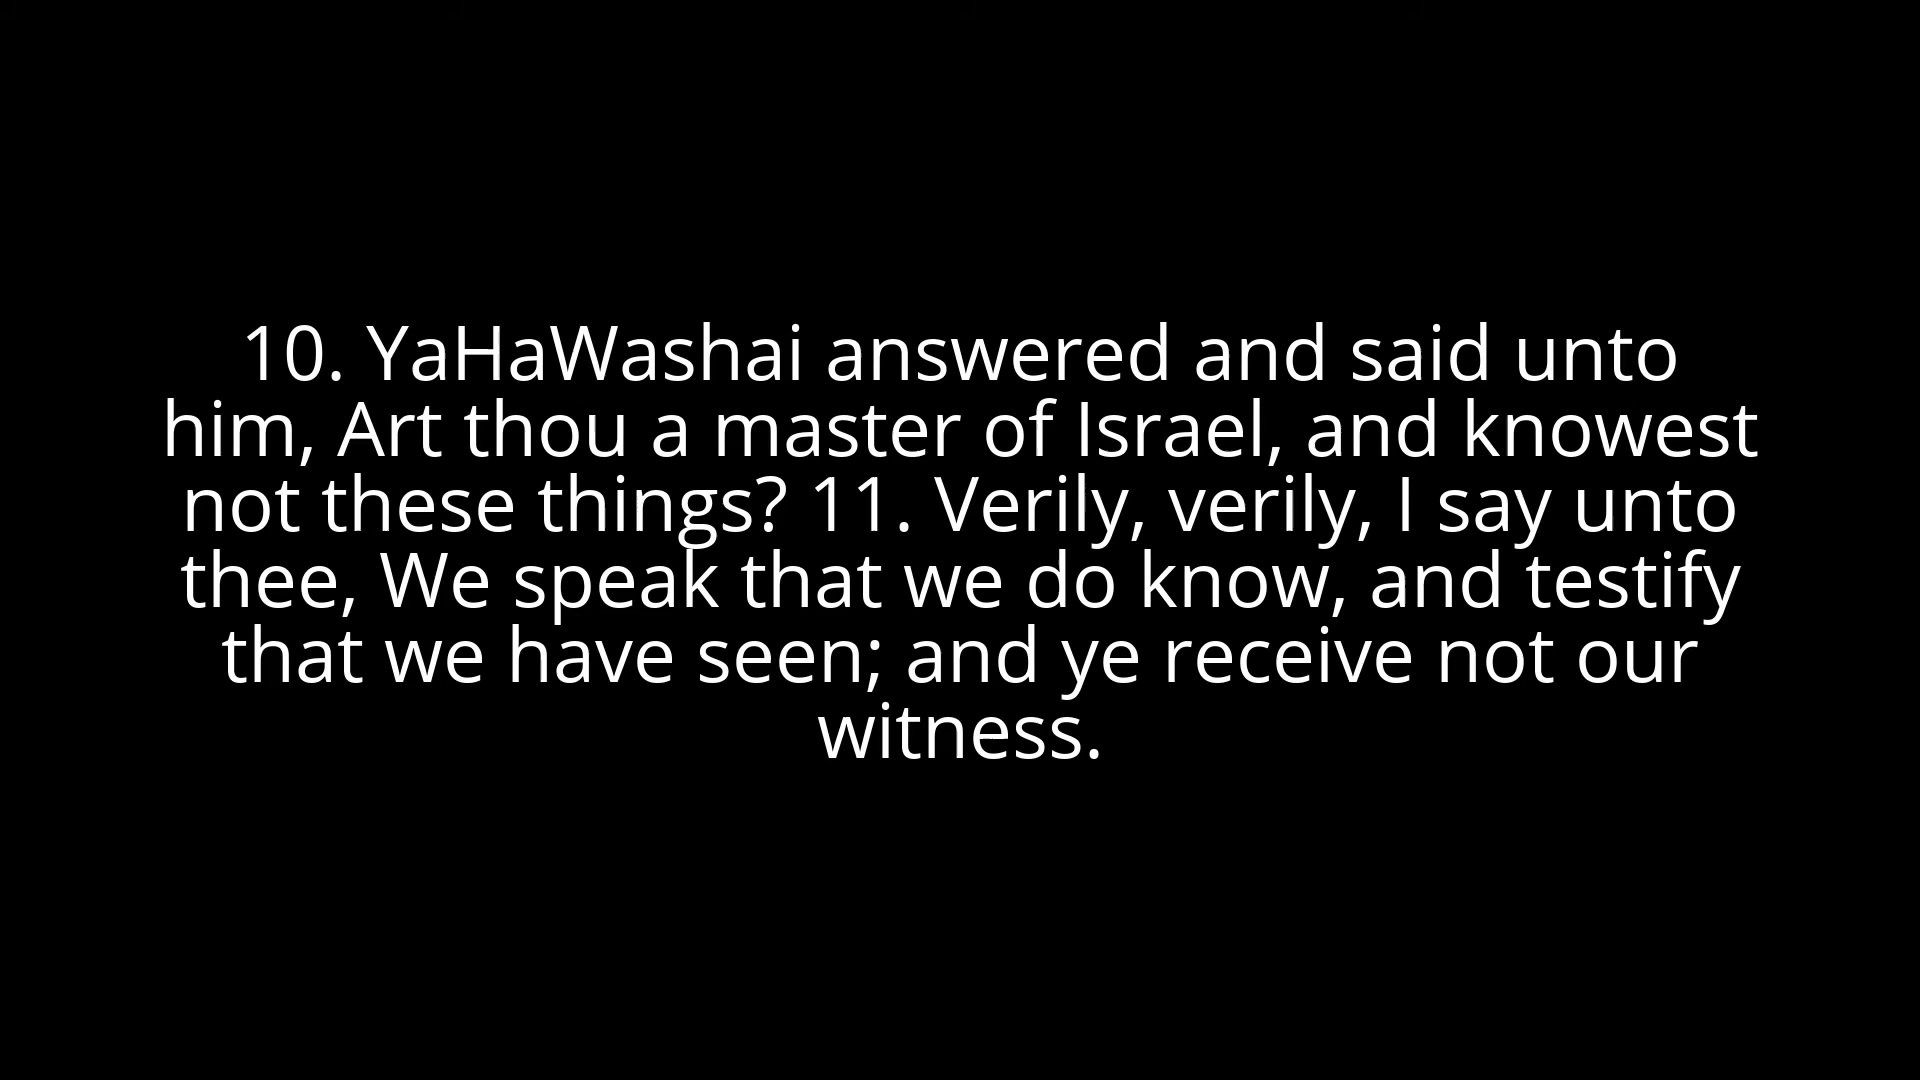 10. YaHaWashai answered and said unto
him, Art thou a master of Israel, and knowest
not these things? 11. Verily, verily, I say unto
thee, We speak that we do know, and testify
that we have seen; and ye receive not our
witness.